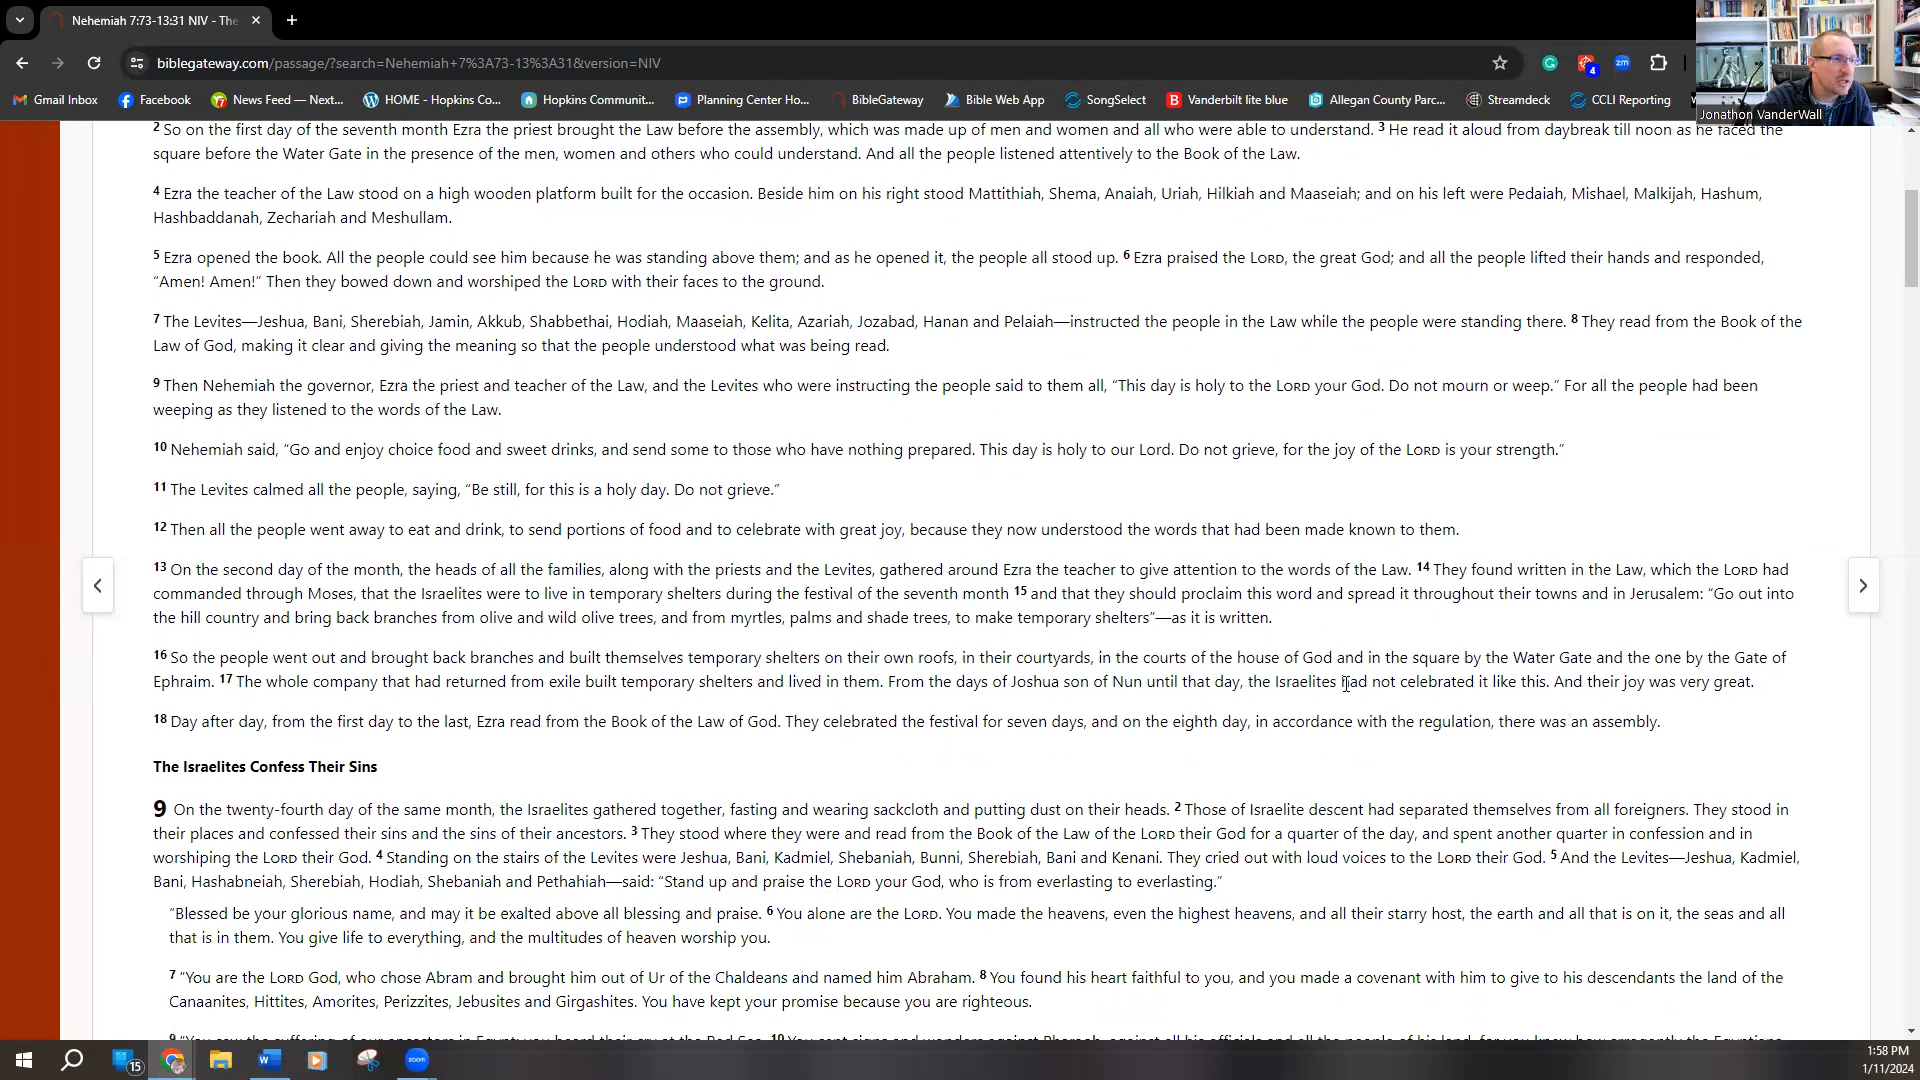 Nehemiah 7:73-13:31 NIV - The
biblegateway.com/passage/?search=Nehemiah+7%3A73-13%3A31&version=NIV
4
zm
Gmail Inbox
Facebook
News Feed — Next...
HOME - Hopkins Co...
Hopkins Communit...
Planning Center Ho...
BibleGateway
Bible Web App
SongSelect
Vanderbilt lite blue
Allegan County Parc...
Streamdeck
CCLI Reporting
Jonathon VanderWall
2 So on the first day of the seventh month Ezra the priest brought the Law before the assembly, which was made up of men and women and all who were able to understand. 3 He read it aloud from daybreak till noon as he faced the
square before the Water Gate in the presence of the men, women and others who could understand. And all the people listened attentively to the Book of the Law.
4 Ezra the teacher of the Law stood on a high wooden platform built for the occasion. Beside him on his right stood Mattithiah, Shema, Anaiah, Uriah, Hilkiah and Maaseiah; and on his left were Pedaiah, Mishael, Malkijah, Hashum,
Hashbaddanah, Zechariah and Meshullam.
5 Ezra opened the book. All the people could see him because he was standing above them; and as he opened it, the people all stood up. 6 Ezra praised the LORD, the great God; and all the people lifted their hands and responded,
“Amen! Amen!” Then they bowed down and worshiped the LORD with their faces to the ground.
7 The Levites—Jeshua, Bani, Sherebiah, Jamin, Akkub, Shabbethai, Hodiah, Maaseiah, Kelita, Azariah, Jozabad, Hanan and Pelaiah—instructed the people in the Law while the people were standing there. 8 They read from the Book of the
Law of God, making it clear and giving the meaning so that the people understood what was being read.
9 Then Nehemiah the governor, Ezra the priest and teacher of the Law, and the Levites who were instructing the people said to them all, “This day is holy to the LORD your God. Do not mourn or weep.” For all the people had been
weeping as they listened to the words of the Law.
10 Nehemiah said, “Go and enjoy choice food and sweet drinks, and send some to those who have nothing prepared. This day is holy to our Lord. Do not grieve, for the joy of the LORD is your strength.”
11 The Levites calmed all the people, saying, “Be still, for this is a holy day. Do not grieve.”
12 Then all the people went away to eat and drink, to send portions of food and to celebrate with great joy, because they now understood the words that had been made known to them.
13 On the second day of the month, the heads of all the families, along with the priests and the Levites, gathered around Ezra the teacher to give attention to the words of the Law. 14 They found written in the Law, which the LORD had
commanded through Moses, that the Israelites were to live in temporary shelters during the festival of the seventh month 15 and that they should proclaim this word and spread it throughout their towns and in Jerusalem: “Go out into
the hill country and bring back branches from olive and wild olive trees, and from myrtles, palms and shade trees, to make temporary shelters”—as it is written.
16 So the people went out and brought back branches and built themselves temporary shelters on their own roofs, in their courtyards, in the courts of the house of God and in the square by the Water Gate and the one by the Gate of
Ephraim. 17 The whole company that had returned from exile built temporary shelters and lived in them. From the days of Joshua son of Nun until that day, the Israelites had not celebrated it like this. And their joy was very great.
18 Day after day, from the first day to the last, Ezra read from the Book of the Law of God. They celebrated the festival for seven days, and on the eighth day, in accordance with the regulation, there was an assembly.
The Israelites Confess Their Sins
9 On the twenty-fourth day of the same month, the Israelites gathered together, fasting and wearing sackcloth and putting dust on their heads. 2 Those of Israelite descent had separated themselves from all foreigners. They stood in
their places and confessed their sins and the sins of their ancestors. 3 They stood where they were and read from the Book of the Law of the LORD their God for a quarter of the day, and spent another quarter in confession and in
worshiping the LORD their God. 4 Standing on the stairs of the Levites were Jeshua, Bani, Kadmiel, Shebaniah, Bunni, Sherebiah, Bani and Kenani. They cried out with loud voices to the LORD their God. 5 And the Levites—Jeshua, Kadmiel,
Bani, Hashabneiah, Sherebiah, Hodiah, Shebaniah and Pethahiah—said: “Stand up and praise the LORD your God, who is from everlasting to everlasting.”
“Blessed be your glorious name, and may it be exalted above all blessing and praise. 6 You alone are the LORD. You made the heavens, even the highest heavens, and all their starry host, the earth and all that is on it, the seas and all
that is in them. You give life to everything, and the multitudes of heaven worship you.
7 “You are the LORD God, who chose Abram and brought him out of Ur of the Chaldeans and named him Abraham. 8 You found his heart faithful to you, and you made a covenant with him to give to his descendants the land of the
Canaanites, Hittites, Amorites, Perizzites, Jebusites and Girgashites. You have kept your promise because you are righteous.
15
zoom
1:58 PM
1/11/2024